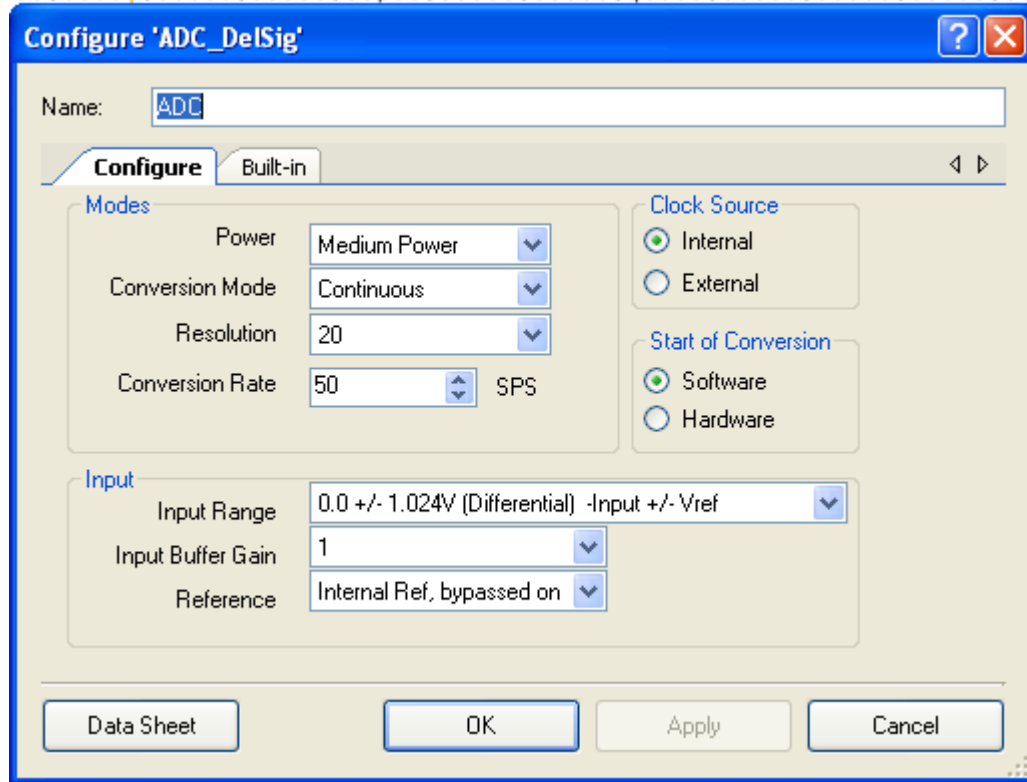 Configure 'ADC_DelSig'
Name: ADC
Configure Built-in
Modes
Power Medium Power
Conversion Mode Continuous
Resolution 20
Conversion Rate 50 SPS
Clock Source
Internal
External
Start of Conversion
Software
Hardware
Input
Input Range 0.0 +/- 1.024V (Differential) -Input +/- Vref
Input Buffer Gain 1
Reference Internal Ref, bypassed on
Data Sheet OK Apply Cancel